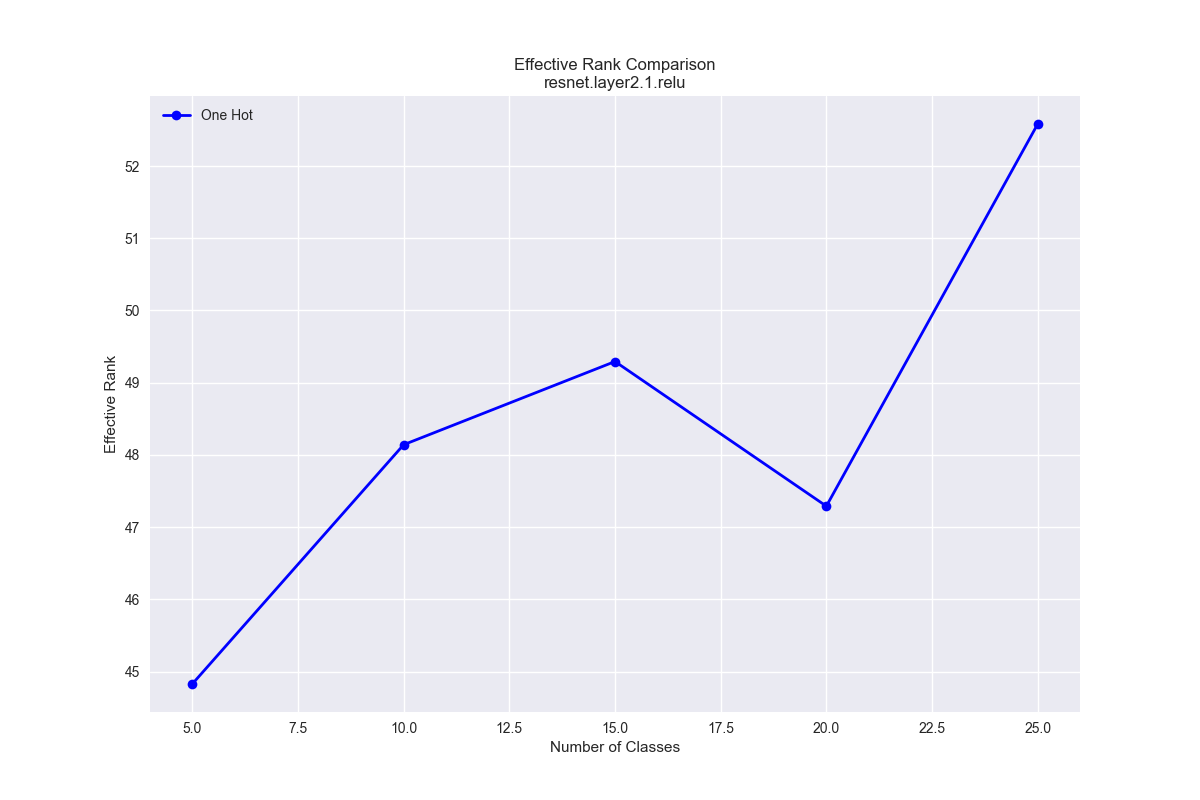 Effective Rank Comparison
resnet.layer2.1.relu
One Hot
52
51
50
49
48
47
46
45
Effective Rank
5.0 7.5 10.0 12.5 15.0 17.5 20.0 22.5 25.0
Number of Classes